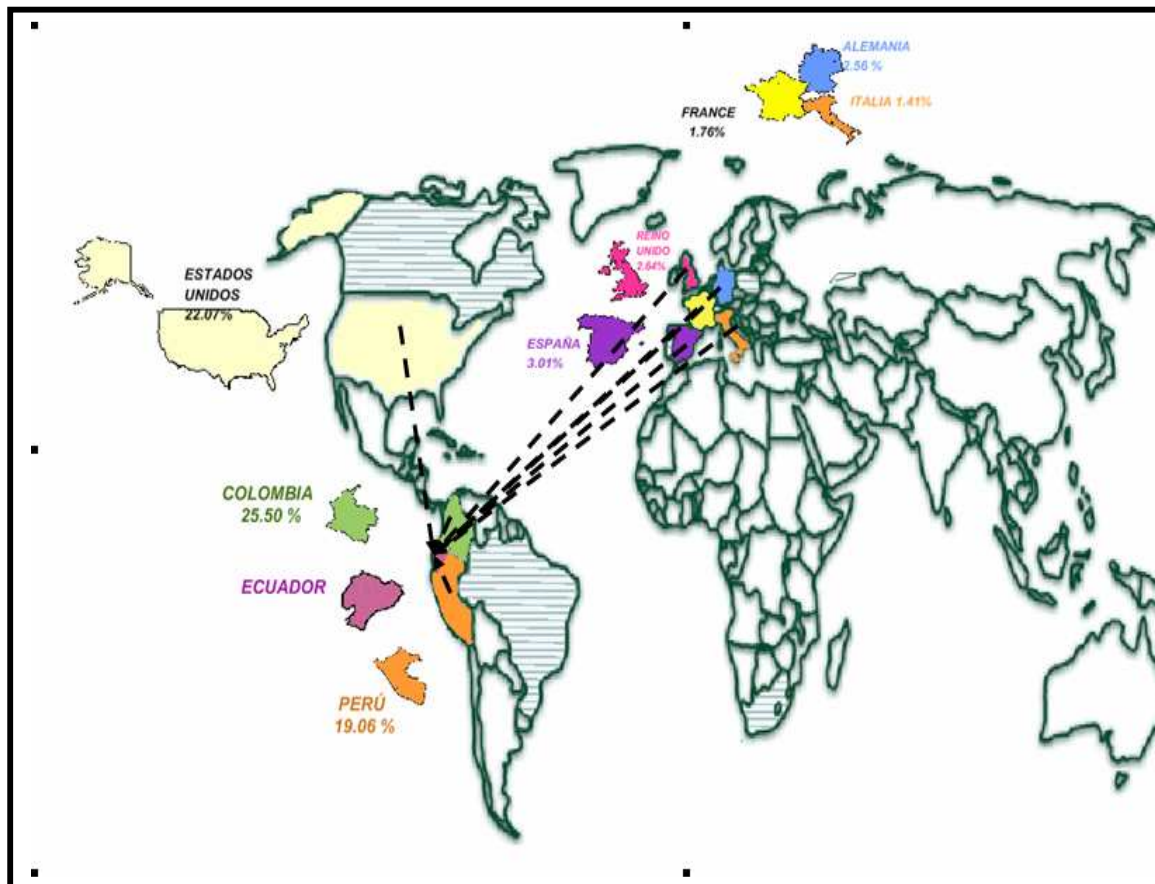 ALEMANIA
2.56 %
ITALIA 1.41%
FRANCE
1.76%
REINO
UNIDO
2.64%
ESTADOS
UNIDOS
22.07%
ESPAÑA
3.01%
COLOMBIA
25.50 %
ECUADOR
PERÚ
19.06 %